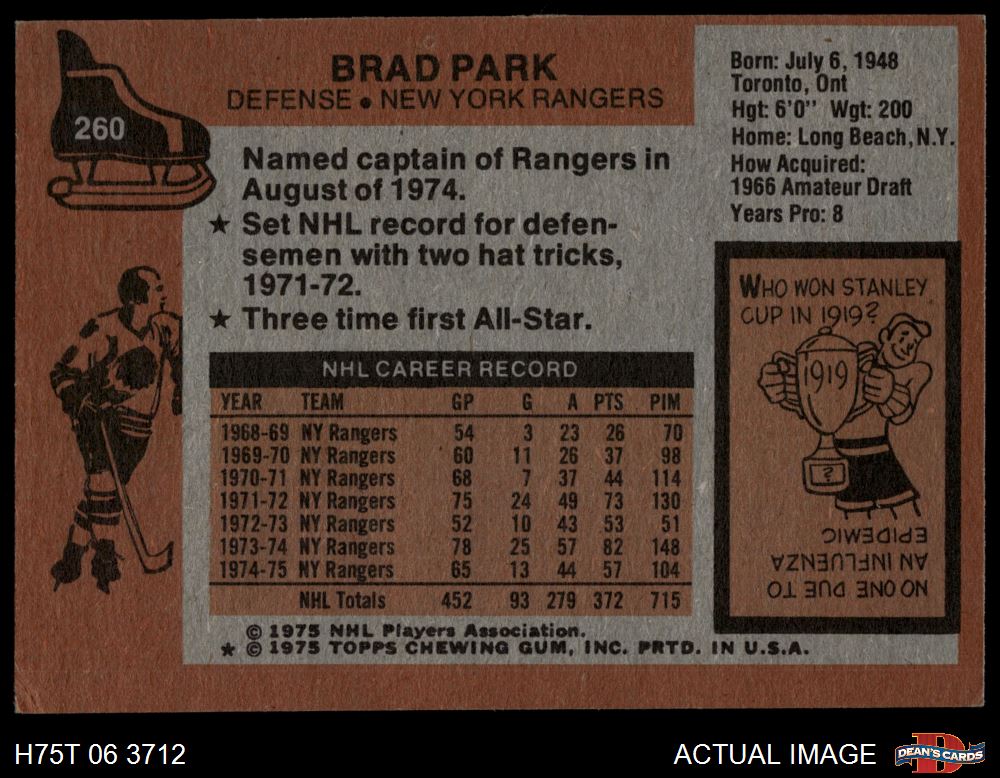 260
BRAD PARK
DEFENSE • NEW YORK RANGERS
Born: July 6, 1948
Toronto, Ont
Hgt: 6'0" Wgt: 200
Home: Long Beach, N.Y.
How Acquired:
1966 Amateur Draft
Years Pro: 8
Named captain of Rangers in
August of 1974.
★ Set NHL record for defen-
semen with two hat tricks,
1971-72.
★ Three time first All-Star.
NHL CAREER RECORD
YEAR TEAM GP G A PTS PIM
1968-69 NY Rangers 54 3 23 26 70
1969-70 NY Rangers 60 11 26 37 98
1970-71 NY Rangers 68 7 37 44 114
1971-72 NY Rangers 75 24 49 73 130
1972-73 NY Rangers 52 10 43 53 51
1973-74 NY Rangers 78 25 57 82 148
1974-75 NY Rangers 65 13 44 57 104
NHL Totals 452 93 279 372 715
© 1975 NHL Players Association.
★ © 1975 TOPPS CHEWING GUM, INC. PRTD. IN U.S.A.
WHO WON STANLEY
CUP IN 1919?
1919
?
NO ONE DUE TO
AN INFLUENZA
EPIDEMIC
H75T 06 3712
ACTUAL IMAGE
DEAN'S CARDS